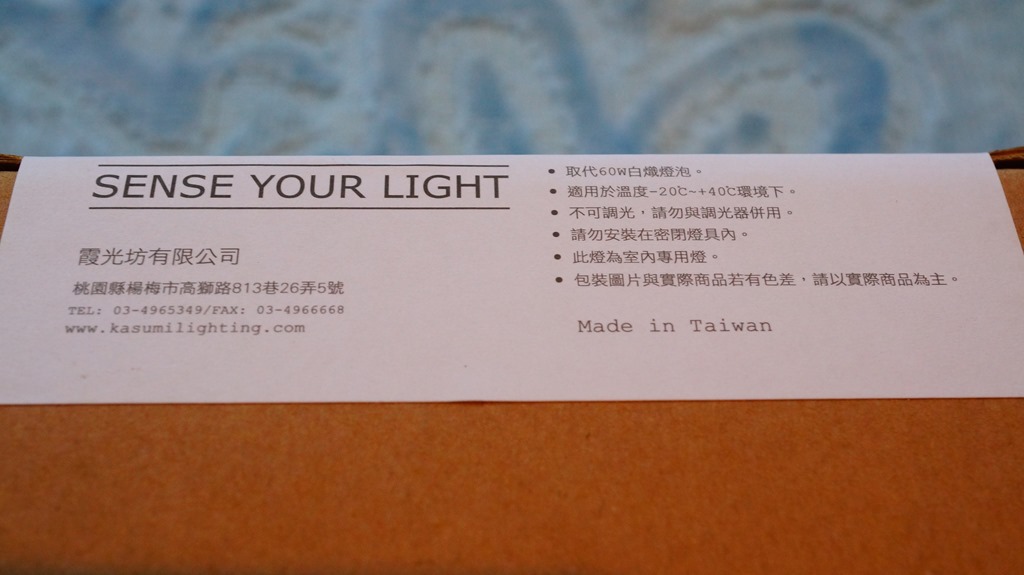 SENSE YOUR LIGHT
霞光坊有限公司
桃園縣楊梅市高獅路813巷26弄5號
TEL: 03-4965349/FAX: 03-4966668
www.kasumilighting.com
• 取代60W白熾燈泡。
• 適用於溫度-20℃~+40℃環境下。
• 不可調光，請勿與調光器併用。
• 請勿安裝在密閉燈具內。
• 此燈為室內專用燈。
• 包裝圖片與實際商品若有色差，請以實際商品為主。
Made in Taiwan